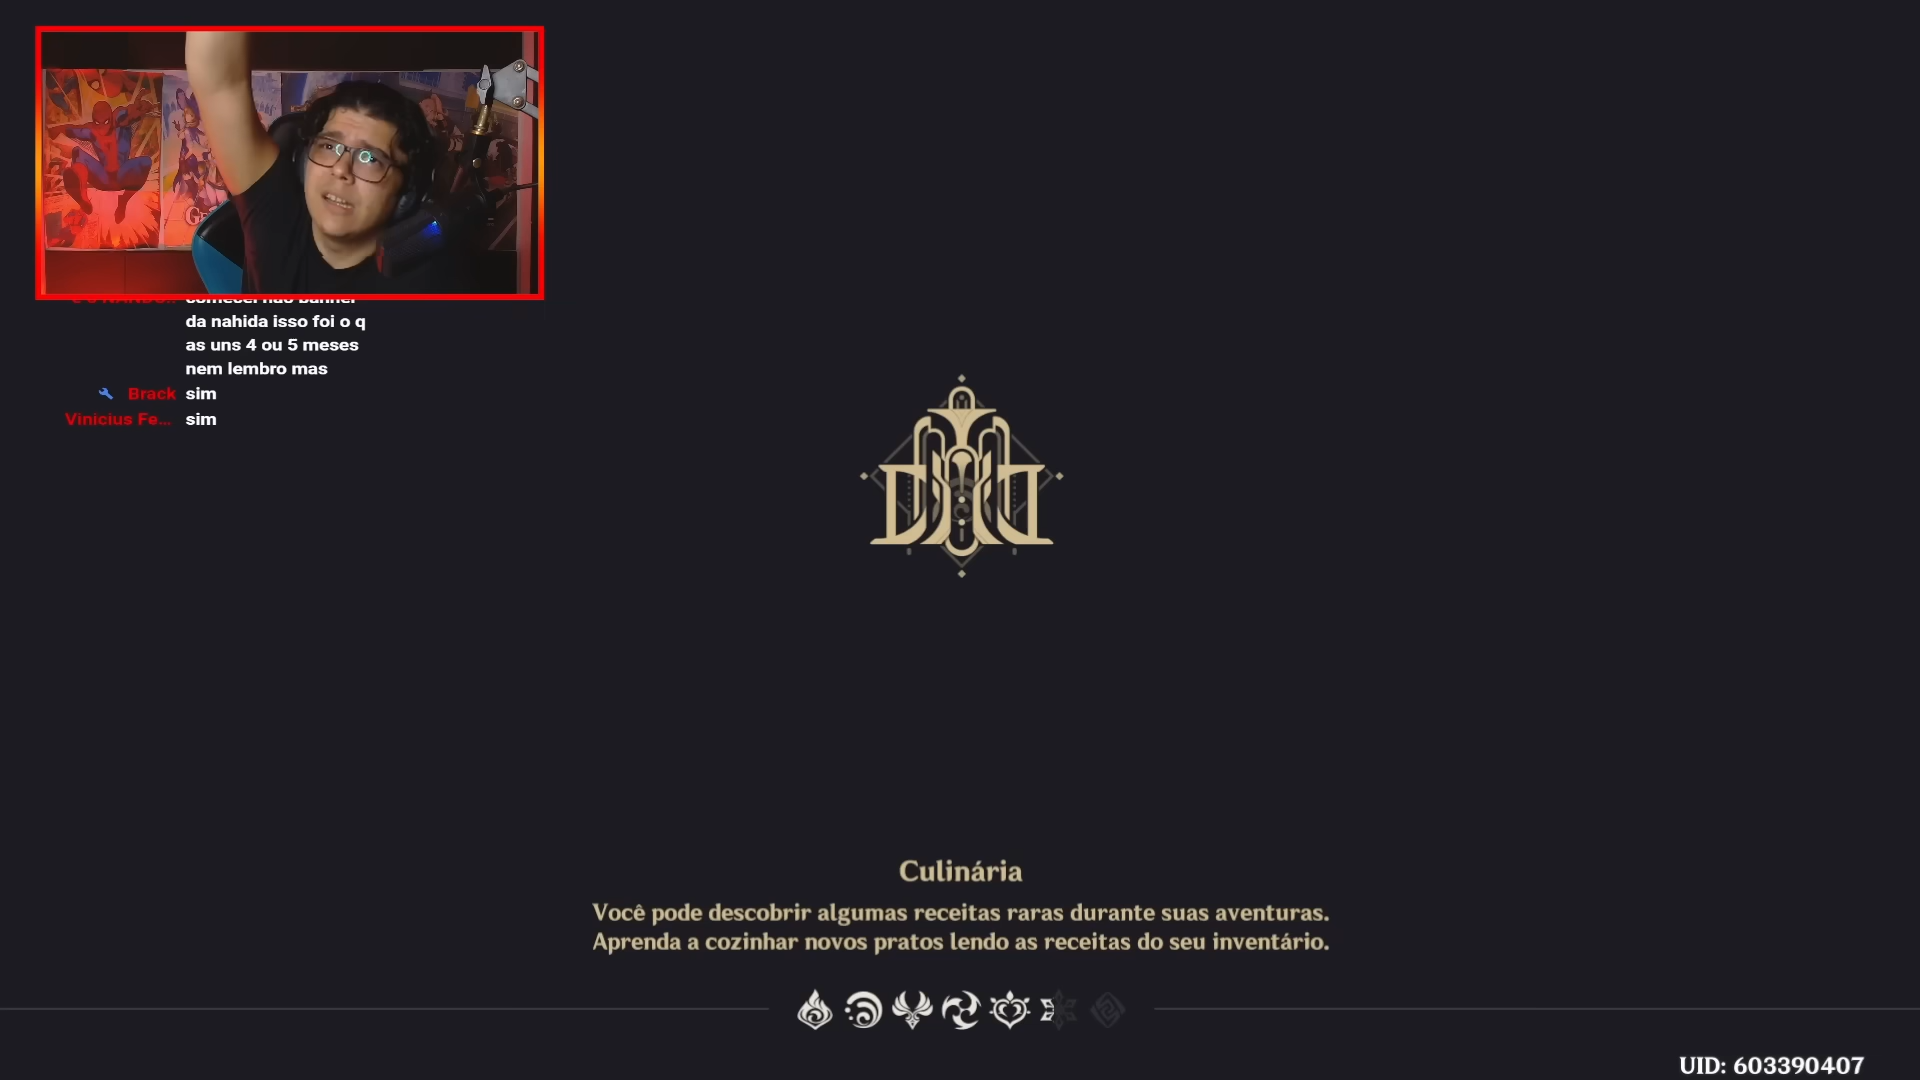 da nahida isso foi o q
as uns 4 ou 5 meses
nem lembro mas
Brack sim
Vinicius Fe... sim
Culinária
Você pode descobrir algumas receitas raras durante suas aventuras.
Aprenda a cozinhar novos pratos lendo as receitas do seu inventário.
UID: 603390407